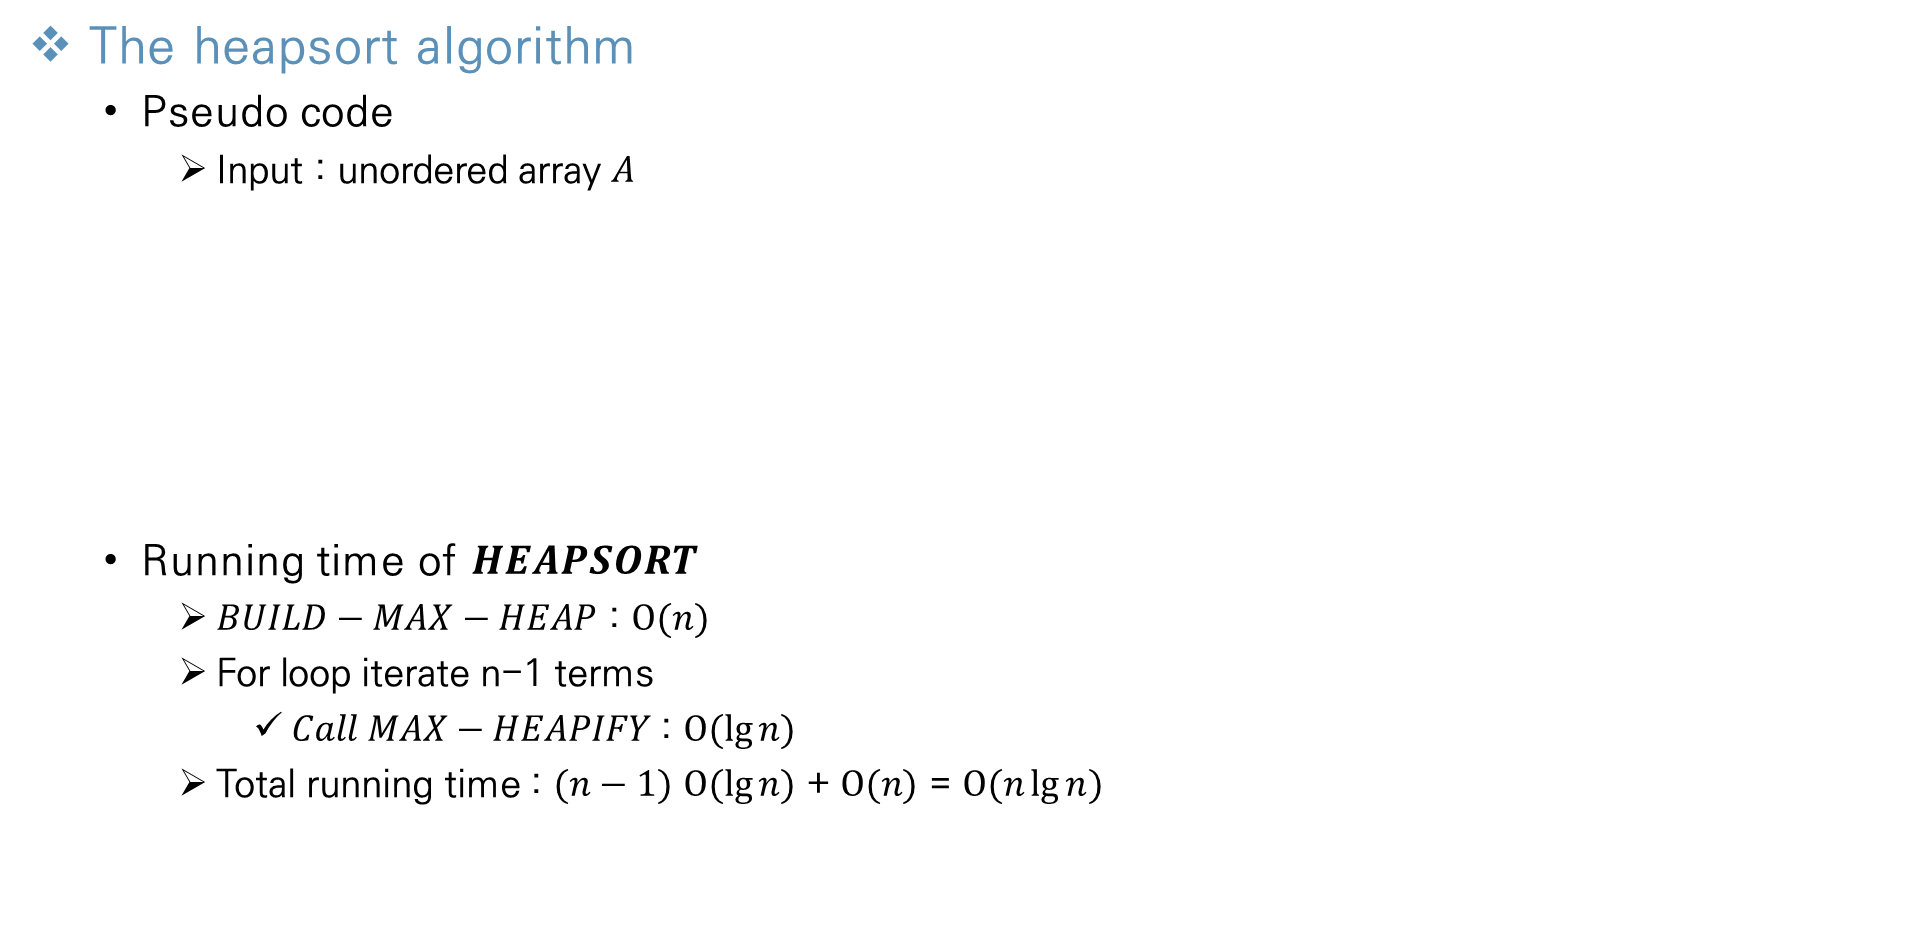 ❖ The heapsort algorithm
• Pseudo code
➢ Input : unordered array A
• Running time of HEAPSORT
➢ BUILD − MAX − HEAP : O(n)
➢ For loop iterate n−1 terms
✓ Call MAX − HEAPIFY : O(lg n)
➢ Total running time : (n − 1) O(lg n) + O(n) = O(n lg n)